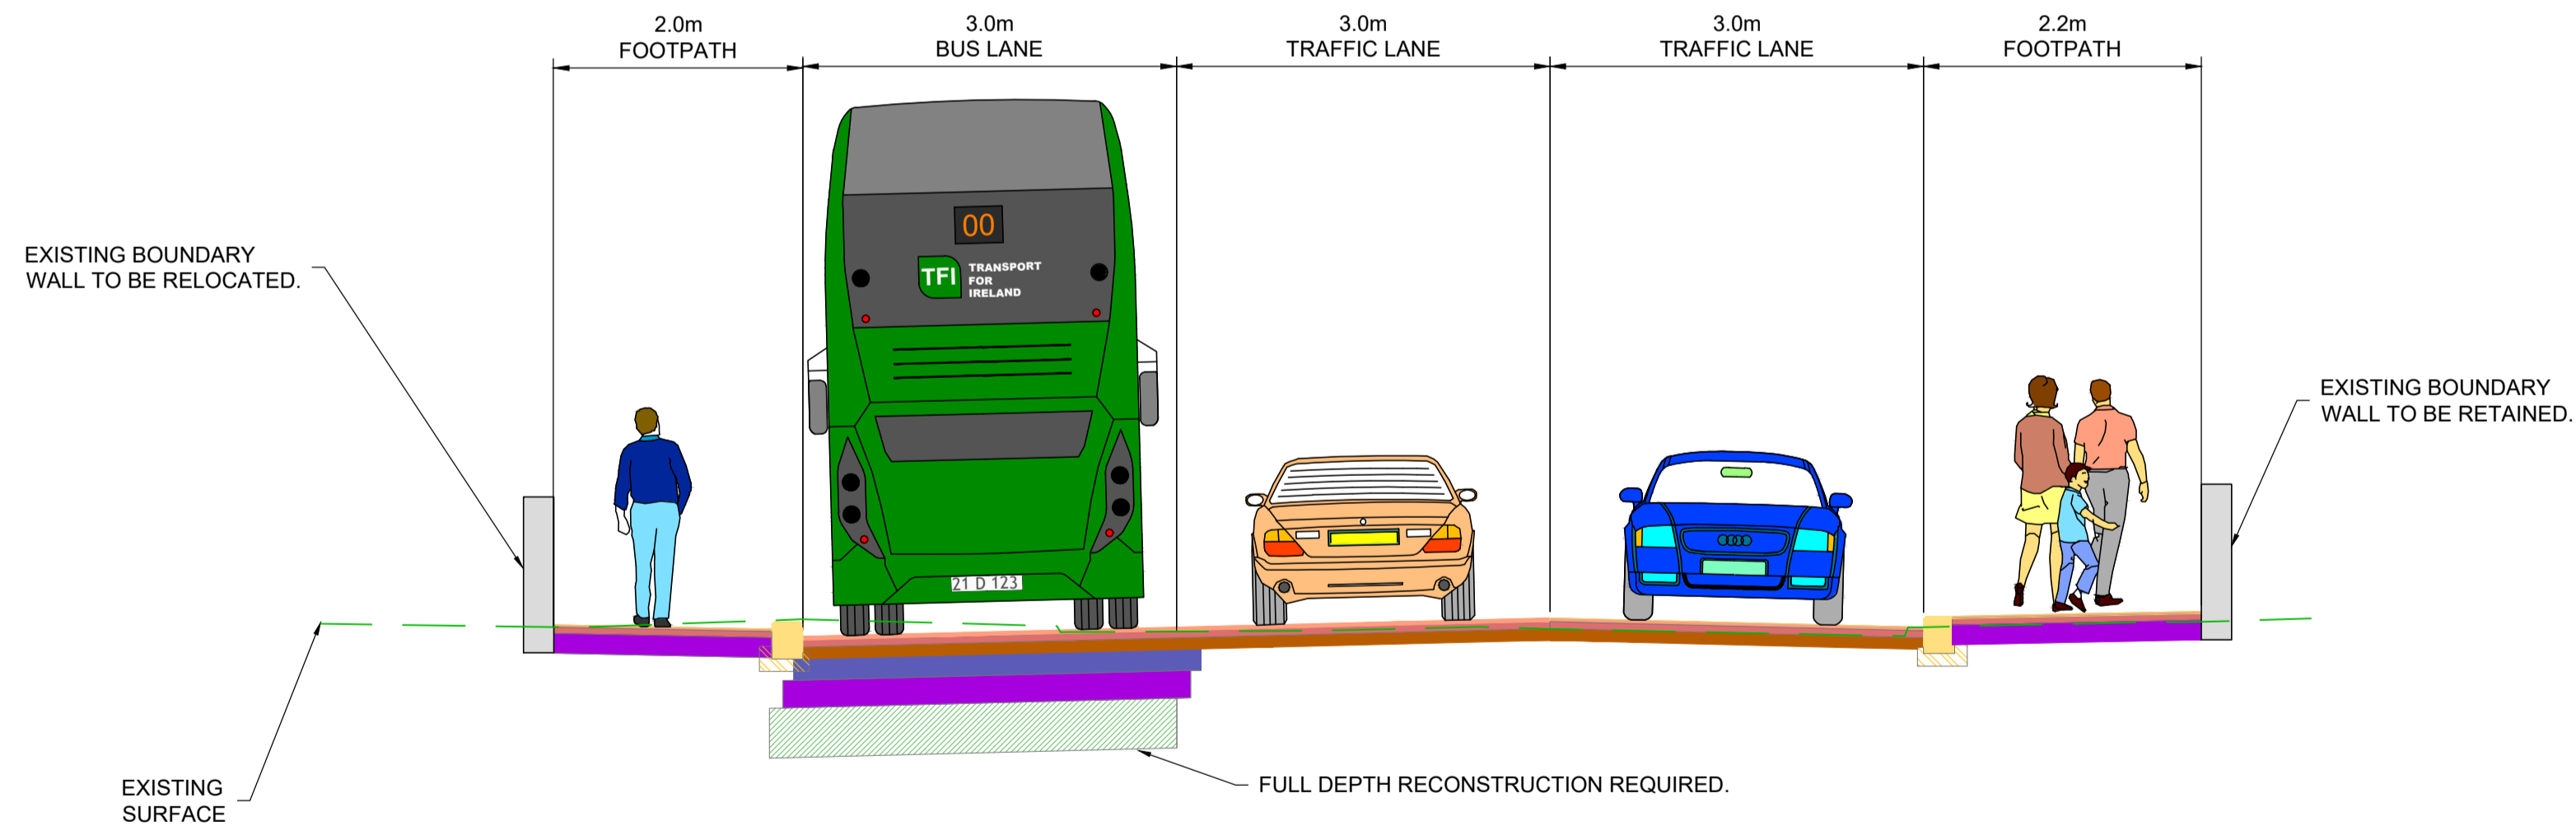 2.0m
FOOTPATH
3.0m
BUS LANE
3.0m
TRAFFIC LANE
3.0m
TRAFFIC LANE
2.2m
FOOTPATH
00
TFI
TRANSPORT
FOR
IRELAND
EXISTING BOUNDARY
WALL TO BE RELOCATED.
EXISTING BOUNDARY
WALL TO BE RETAINED.
21 D 123
EXISTING
SURFACE
FULL DEPTH RECONSTRUCTION REQUIRED.